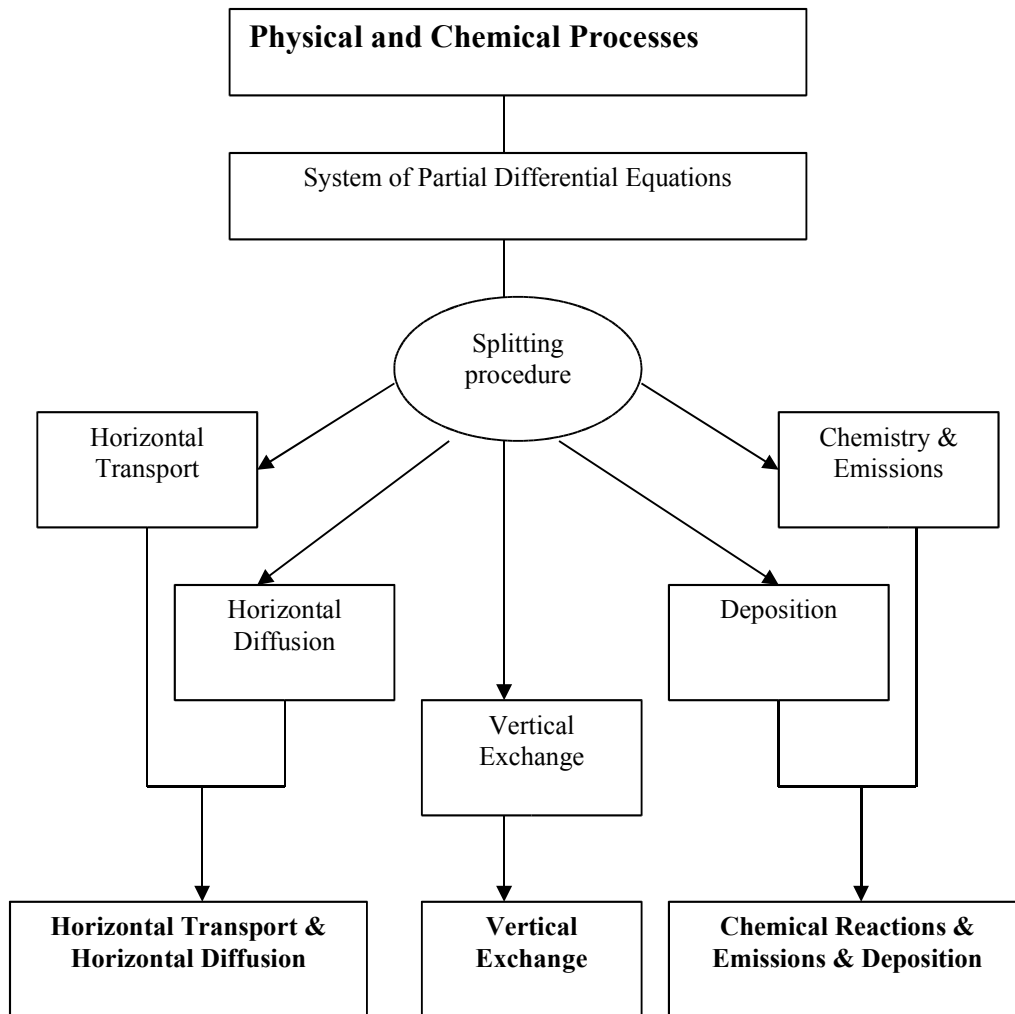 Physical and Chemical Processes
System of Partial Differential Equations
Splitting
procedure
Horizontal
Transport
Chemistry &
Emissions
Horizontal
Diffusion
Deposition
Vertical
Exchange
Horizontal Transport &
Horizontal Diffusion
Vertical
Exchange
Chemical Reactions &
Emissions & Deposition